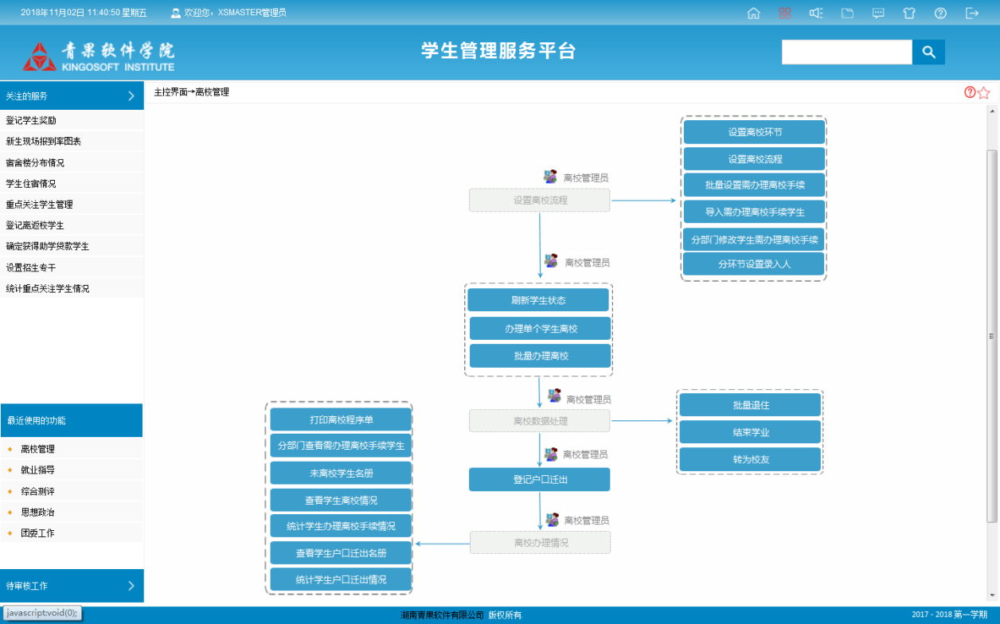 2018年11月02日 11:40:50 星期五
欢迎您，XSMASTER管理员
青果软件学院
KINGOSOFT INSTITUTE
学生管理服务平台
关注的服务
登记学生奖励
新生现场报到率图表
宿舍楼分布情况
学生住宿情况
重点关注学生管理
登记离返校学生
确定获得助学贷款学生
设置招生专干
统计重点关注学生情况
最近使用的功能
离校管理
就业指导
综合测评
思想政治
团委工作
待审核工作
javascript:void(0);
主控界面→离校管理
离校管理员
设置离校流程
设置离校环节
设置离校流程
批量设置需办理离校手续
导入需办理离校手续学生
分部门修改学生需办理离校手续
分环节设置录入人
离校管理员
刷新学生状态
办理单个学生离校
批量办理离校
离校管理员
离校数据处理
批量退住
结束学业
转为校友
离校管理员
登记户口迁出
离校管理员
离校办理情况
打印离校程序单
分部门查看需办理离校手续学生
未离校学生名册
查看学生离校情况
统计学生办理离校手续情况
查看学生户口迁出名册
统计学生户口迁出情况
湖南青果软件有限公司 版权所有
2017 - 2018 第一学期